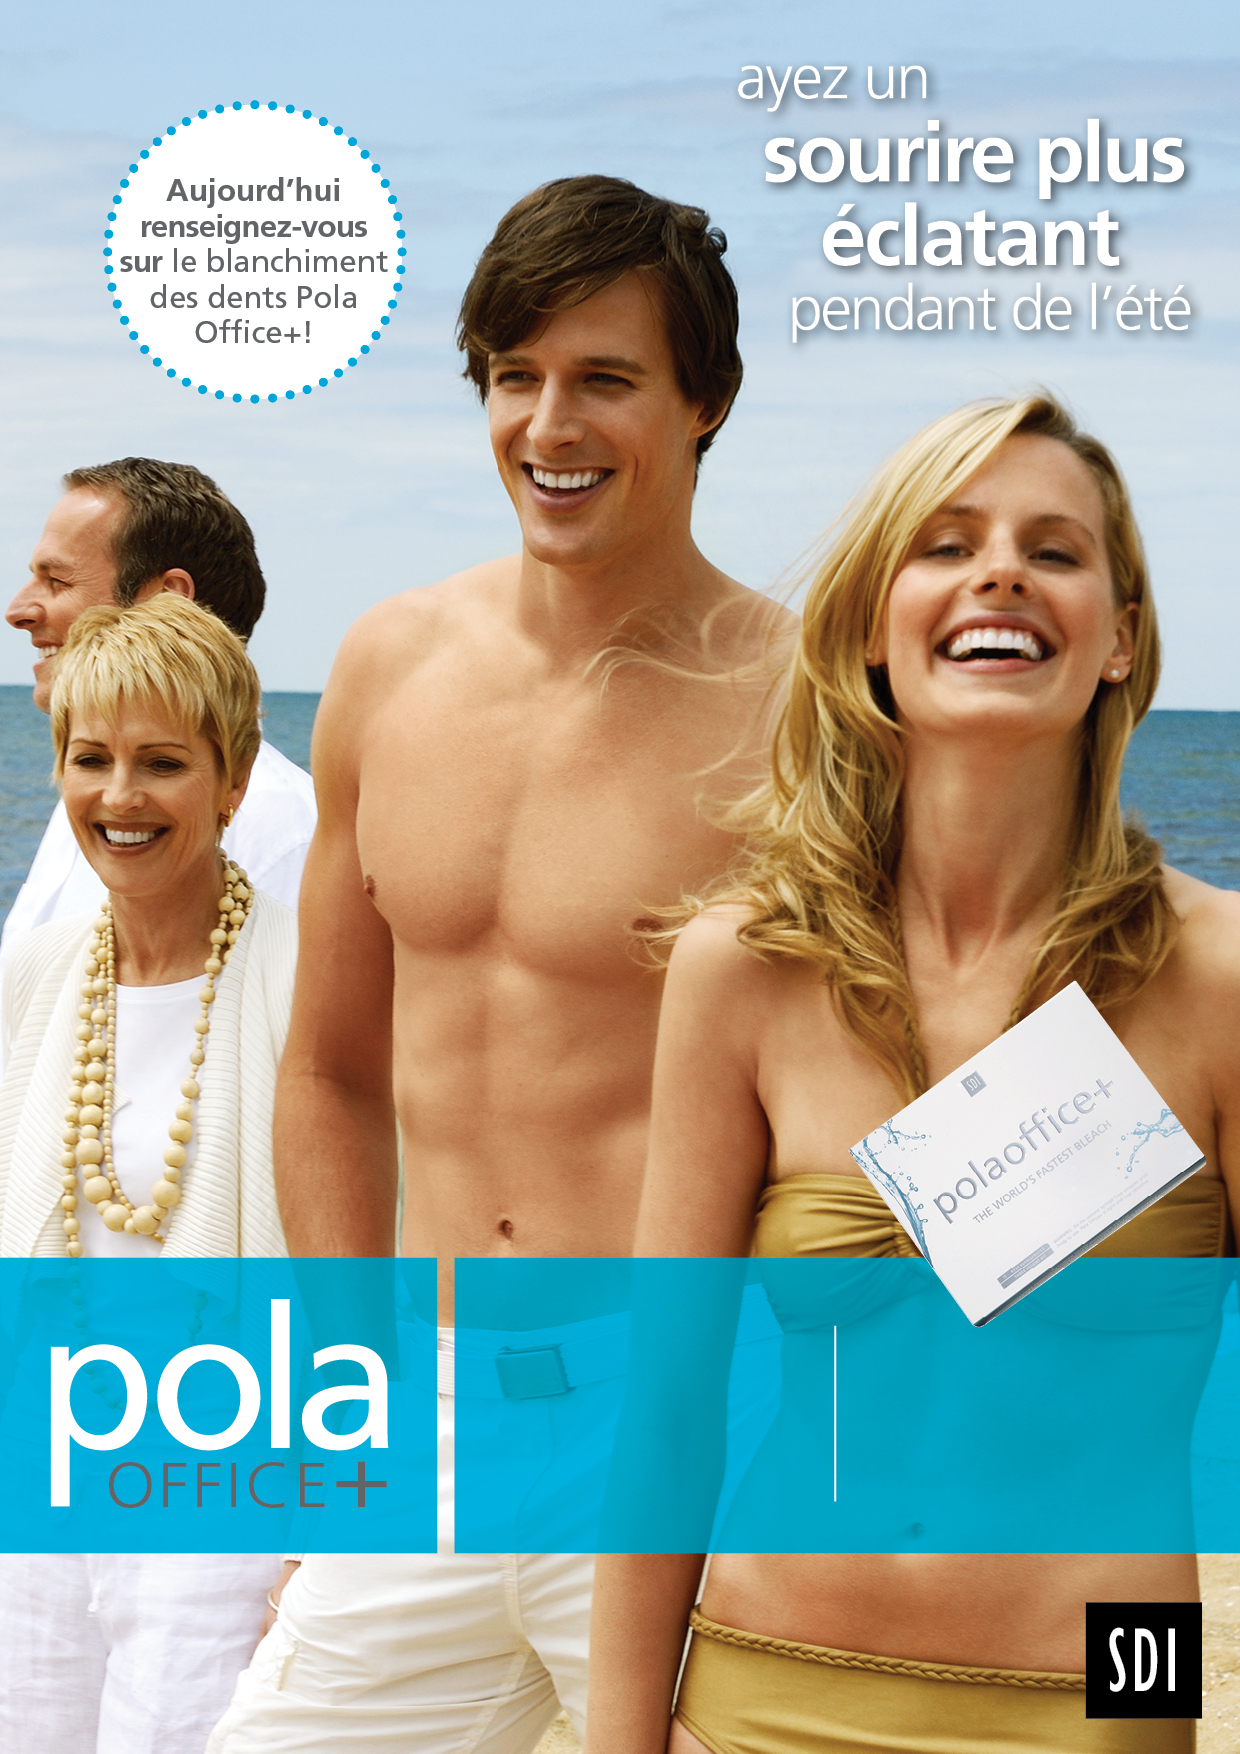 ayez un
sourire plus
éclatant
pendant de l'été
Aujourd'hui
renseignez-vous
sur le blanchiment
des dents Pola
Office+!
SDI
polaoffice+
THE WORLD'S FASTEST BLEACH
pola
OFFICE+
SDI